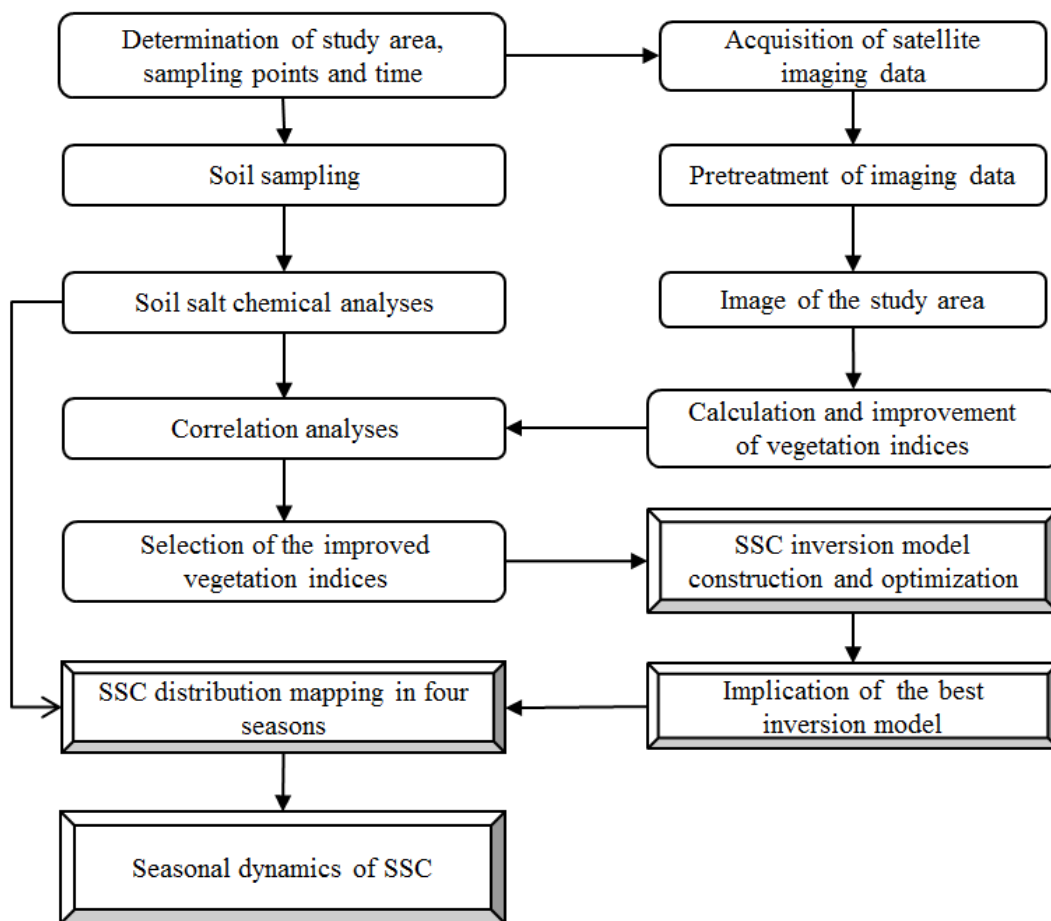 Determination of study area,
sampling points and time
Acquisition of satellite
imaging data
Soil sampling
Pretreatment of imaging data
Soil salt chemical analyses
Image of the study area
Correlation analyses
Calculation and improvement
of vegetation indices
Selection of the improved
vegetation indices
SSC inversion model
construction and optimization
SSC distribution mapping in four
seasons
Implication of the best
inversion model
Seasonal dynamics of SSC